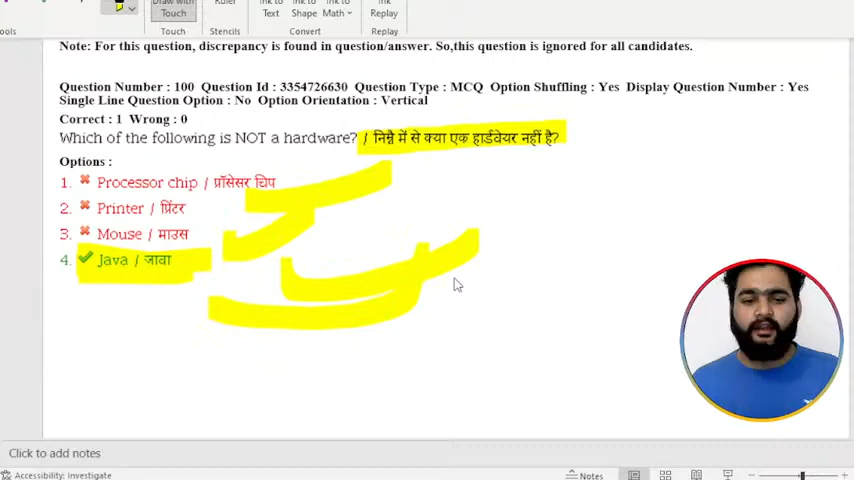 Draw with
Touch
Ruler
Ink to
Text
Ink to
Shape
Ink to
Math
Ink
Replay
Touch
Stencils
Convert
Replay
Note: For this question, discrepancy is found in question/answer. So,this question is ignored for all candidates.
Question Number : 100 Question Id : 3354726630 Question Type : MCQ Option Shuffling : Yes Display Question Number : Yes
Single Line Question Option : No Option Orientation : Vertical
Correct : 1 Wrong : 0
Which of the following is NOT a hardware? / निम्नै में से क्या एक हार्डवेयर नहीं है?
Options :
1. Processor chip / प्रॉसेसर चिप
2. Printer / प्रिंटर
3. Mouse / माउस
4. Java / जावा
Click to add notes
Accessibility: Investigate
Notes